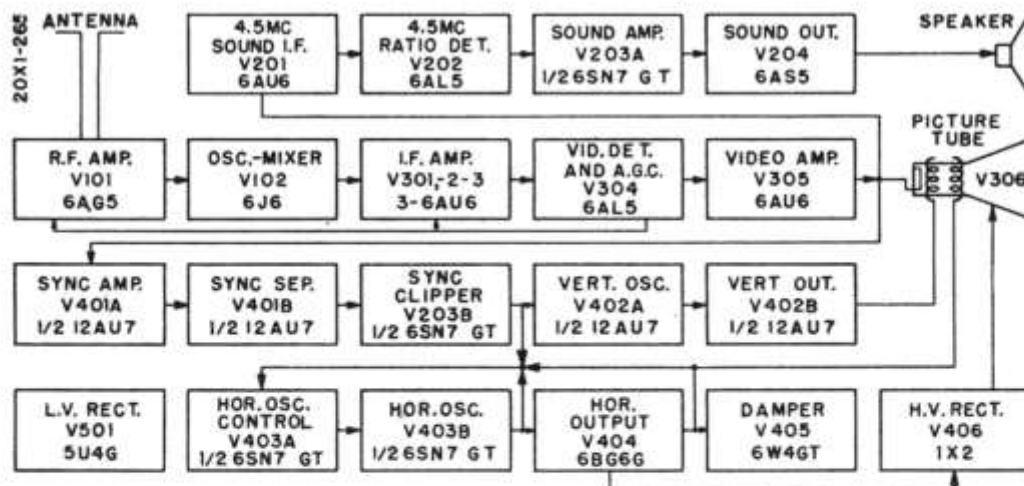 20X1-265
ANTENNA
4.5MC
SOUND I.F.
V201
6AU6
4.5MC
RATIO DET.
V202
6AL5
SOUND AMP.
V203A
1/2 6SN7 GT
SOUND OUT.
V204
6AS5
SPEAKER
R.F. AMP.
V101
6AG5
OSC.-MIXER
V102
6J6
I.F. AMP.
V301,-2-3
3-6AU6
VID. DET.
AND A.G.C.
V304
6AL5
VIDEO AMP.
V305
6AU6
PICTURE
TUBE
V306
SYNC AMP.
V401A
1/2 12AU7
SYNC SEP.
V401B
1/2 12AU7
SYNC
CLIPPER
V203B
1/2 6SN7 GT
VERT. OSC.
V402A
1/2 12AU7
VERT OUT.
V402B
1/2 12AU7
L.V. RECT.
V501
5U4G
HOR. OSC.
CONTROL
V403A
1/2 6SN7 GT
HOR. OSC.
V403B
1/2 6SN7 GT
HOR.
OUTPUT
V404
6BG6G
DAMPER
V405
6W4GT
H.V. RECT.
V406
1X2